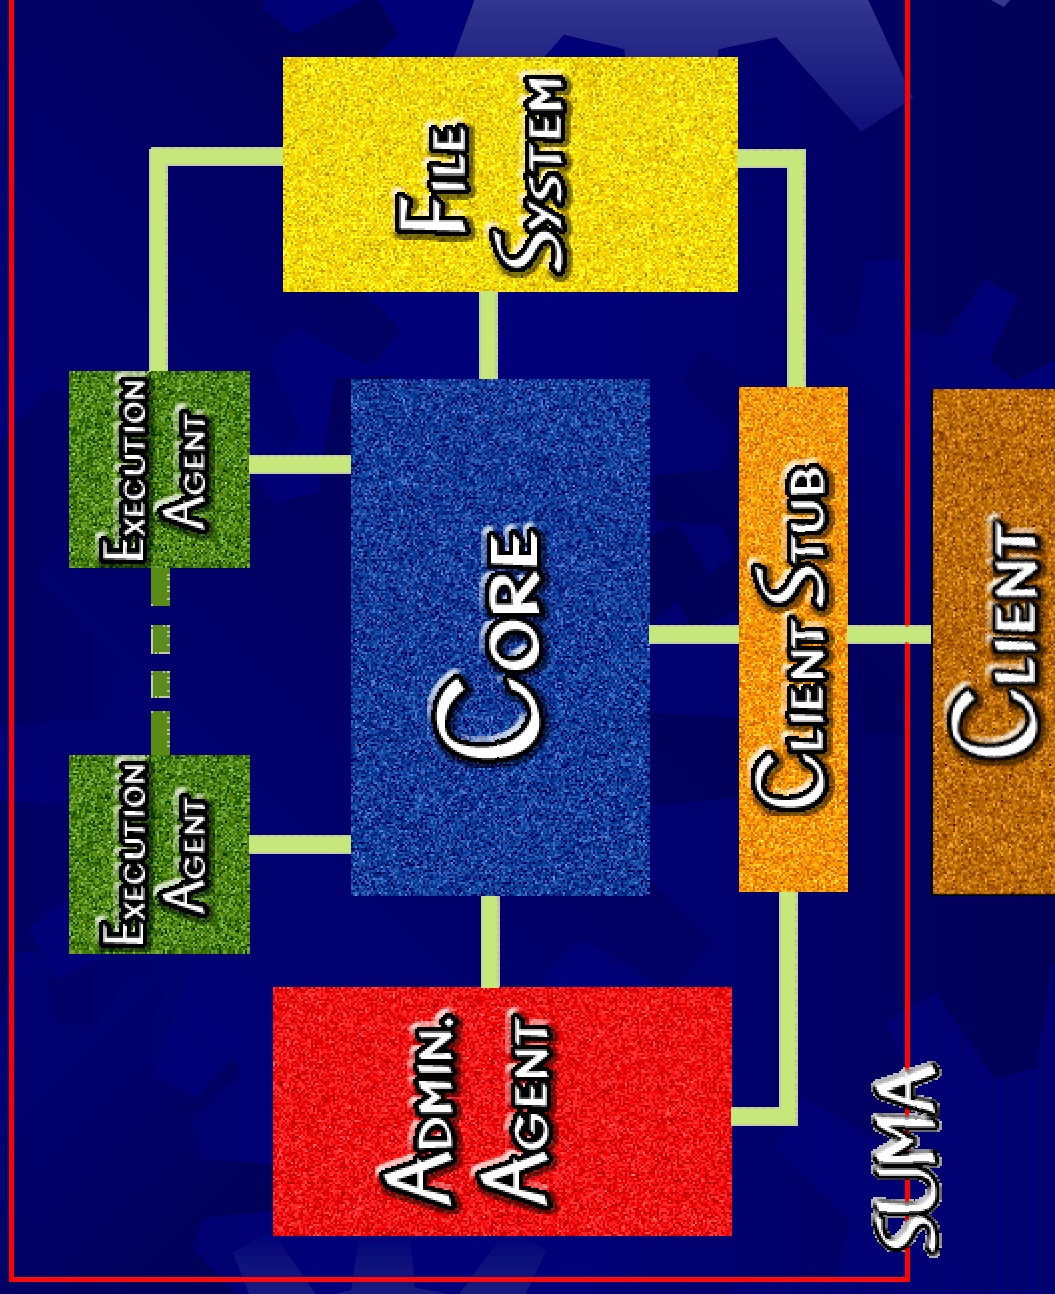 EXECUTION
AGENT
EXECUTION
AGENT
ADMIN.
AGENT
CORE
FILE
SYSTEM
CLIENT STUB
SUMA
CLIENT